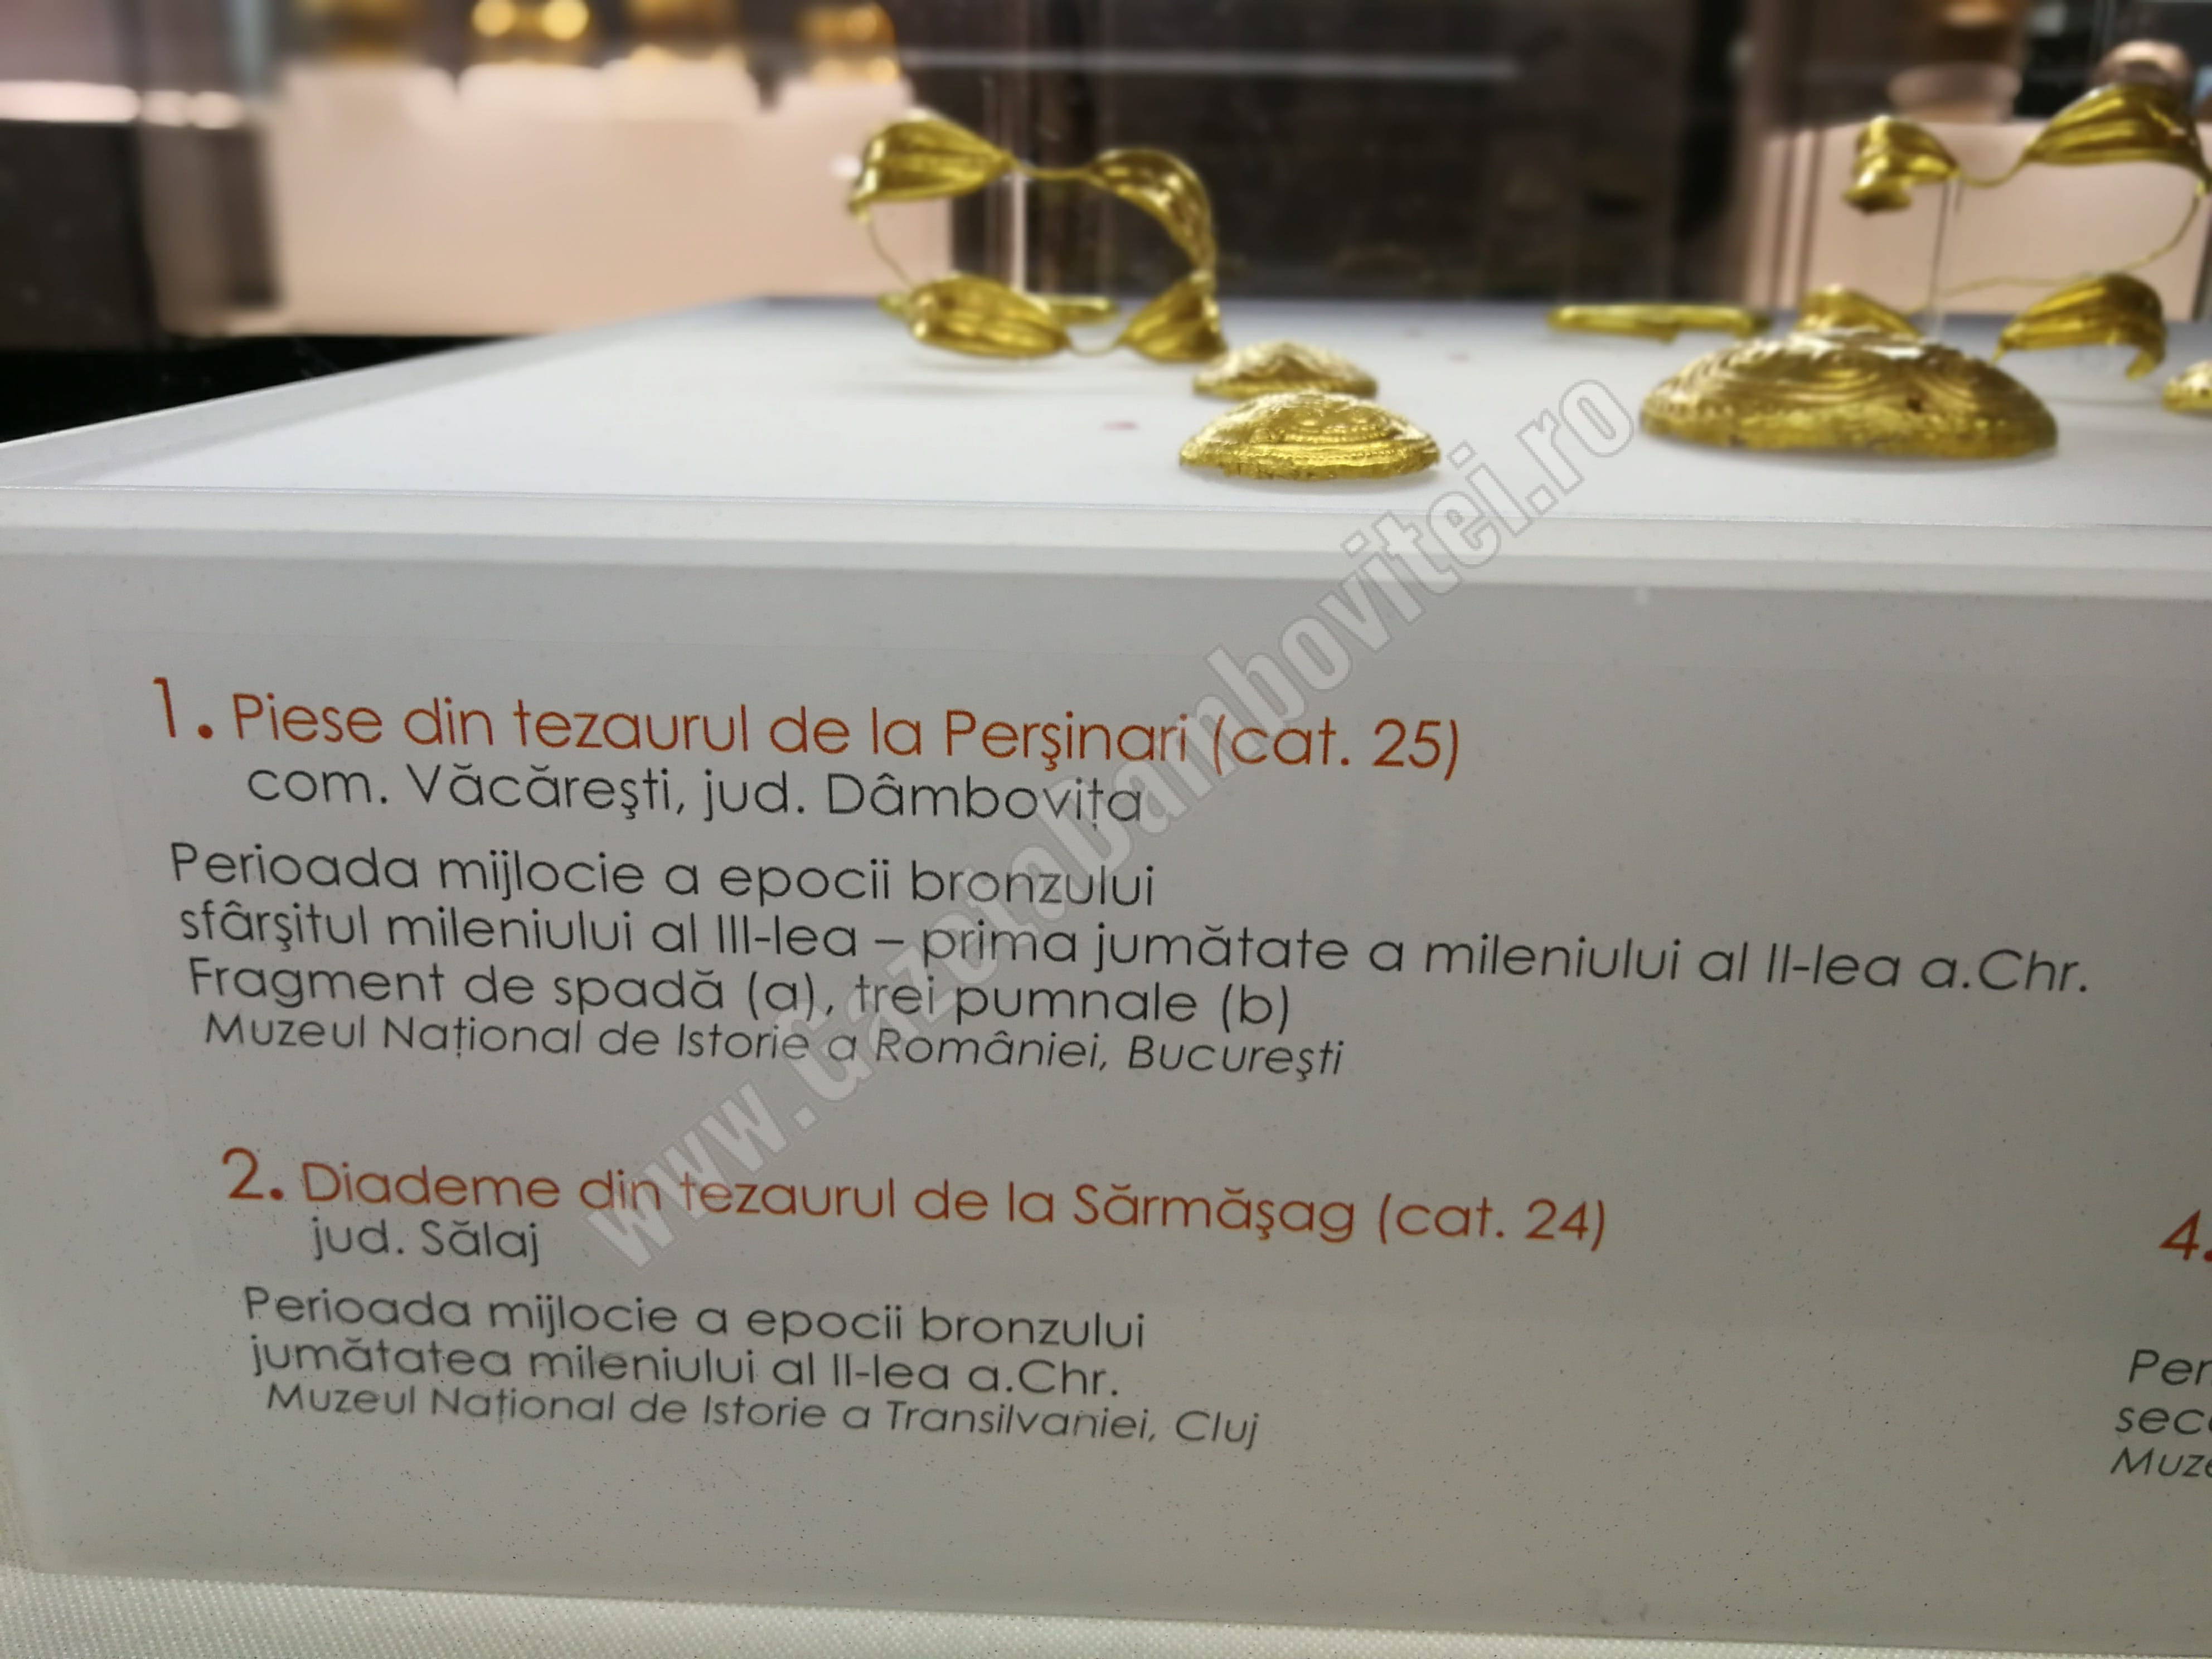 1. Piese din tezaurul de la Perşinari (cat. 25)
com. Văcăreşti, jud. Dâmbovița
Perioada mijlocie a epocii bronzului
sfârşitul mileniului al III-lea – prima jumătate a mileniului al II-lea a.Chr.
Fragment de spadă (a), trei pumnale (b)
Muzeul Național de Istorie a României, Bucureşti
2. Diademe din tezaurul de la Sărmăşag (cat. 24)
jud. Sălaj
Perioada mijlocie a epocii bronzului
jumătatea mileniului al II-lea a.Chr.
Muzeul Național de Istorie a Transilvaniei, Cluj
4.
www.GazetaDambovitei.ro